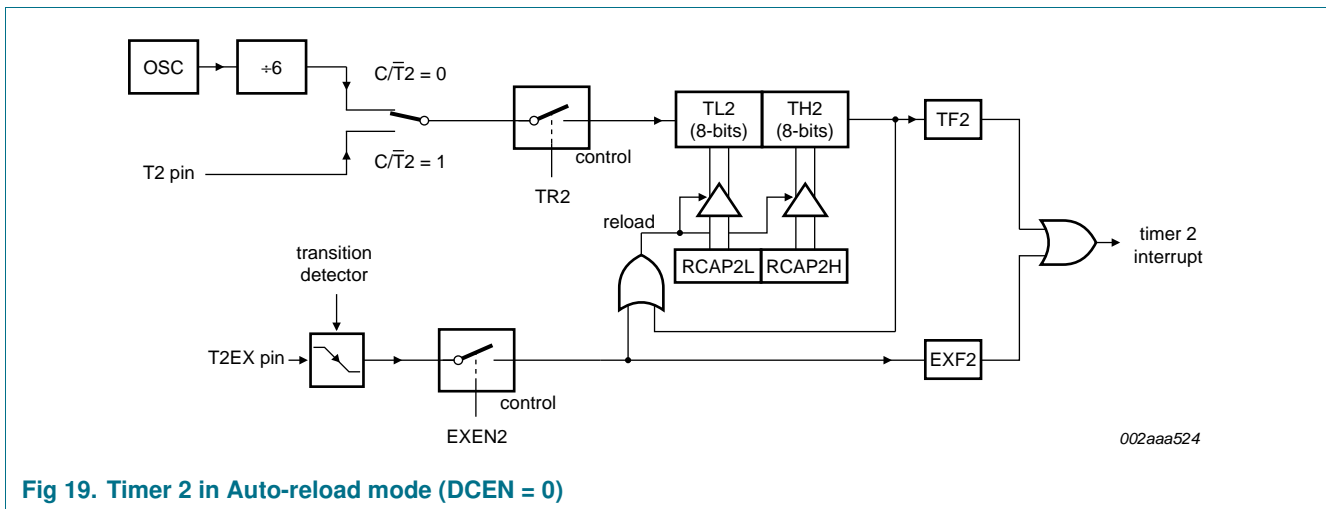 OSC
÷6
C/T̅2 = 0
TL2
(8-bits)
TH2
(8-bits)
TF2
control
C/T̅2 = 1
T2 pin
TR2
reload
timer 2
interrupt
transition
detector
RCAP2L
RCAP2H
T2EX pin
EXF2
control
EXEN2
002aaa524
Fig 19. Timer 2 in Auto-reload mode (DCEN = 0)